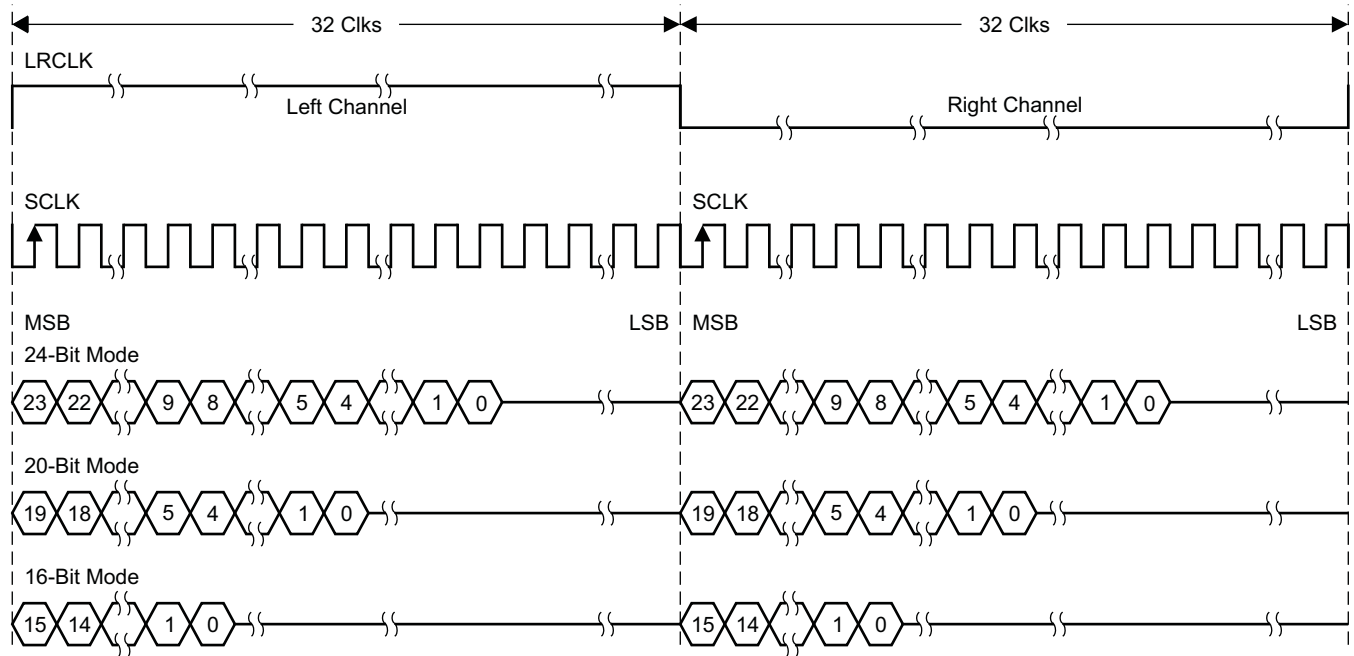 32 Clks 32 Clks
LRCLK
Left Channel Right Channel
SCLK SCLK
MSB LSB MSB LSB
24-Bit Mode
23 22 9 8 5 4 1 0 23 22 9 8 5 4 1 0
20-Bit Mode
19 18 5 4 1 0 19 18 5 4 1 0
16-Bit Mode
15 14 1 0 15 14 1 0